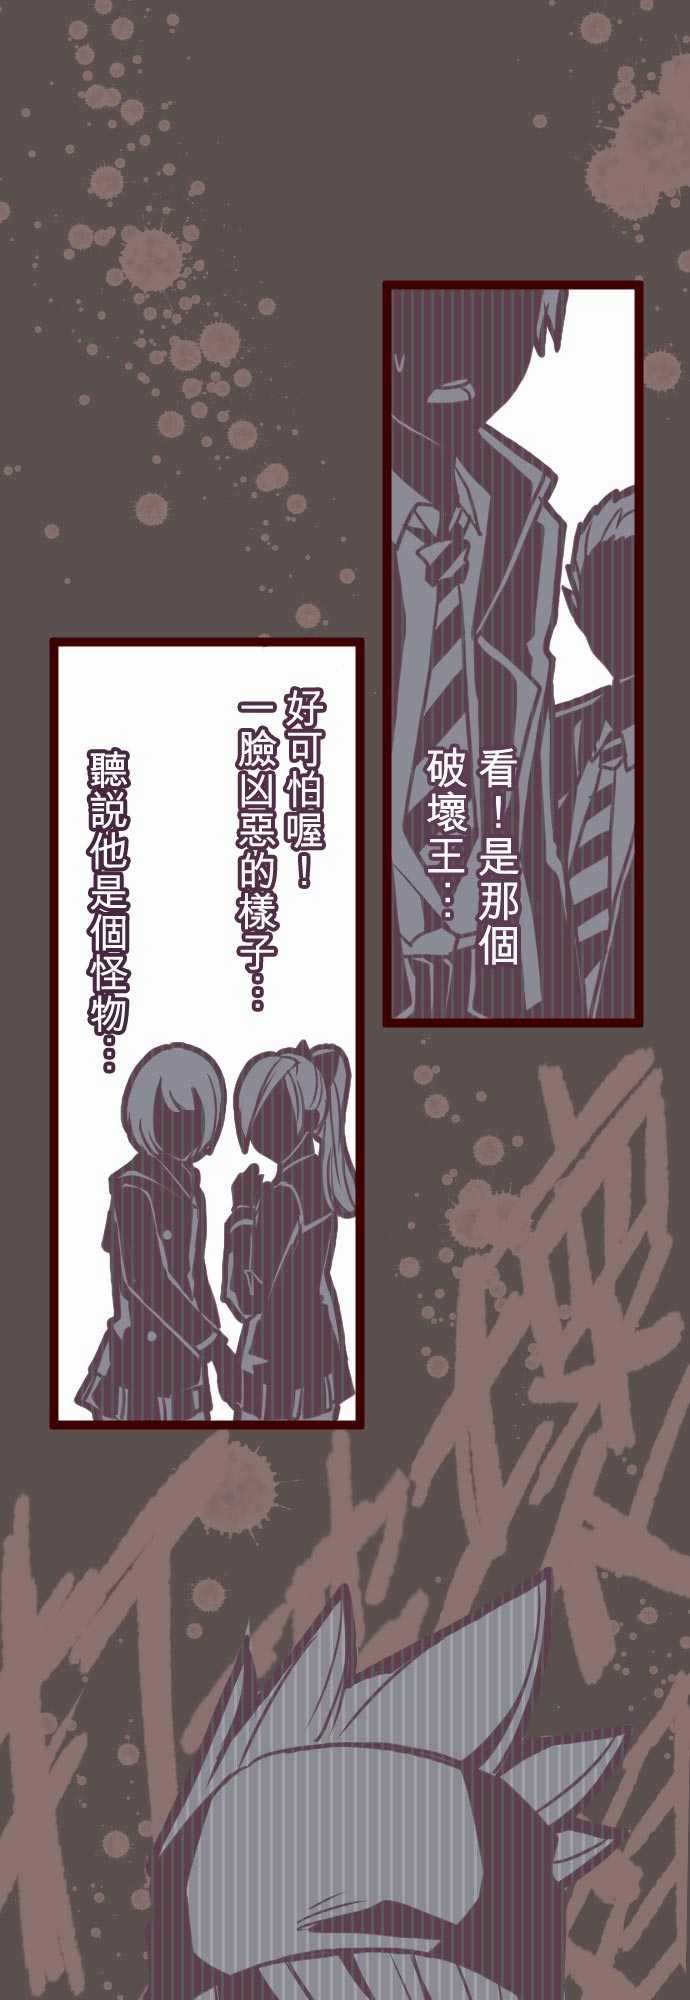 看！是那個
破壞王…
好可怕喔！
一臉凶惡的樣子…
聽說他是個怪物…
壞